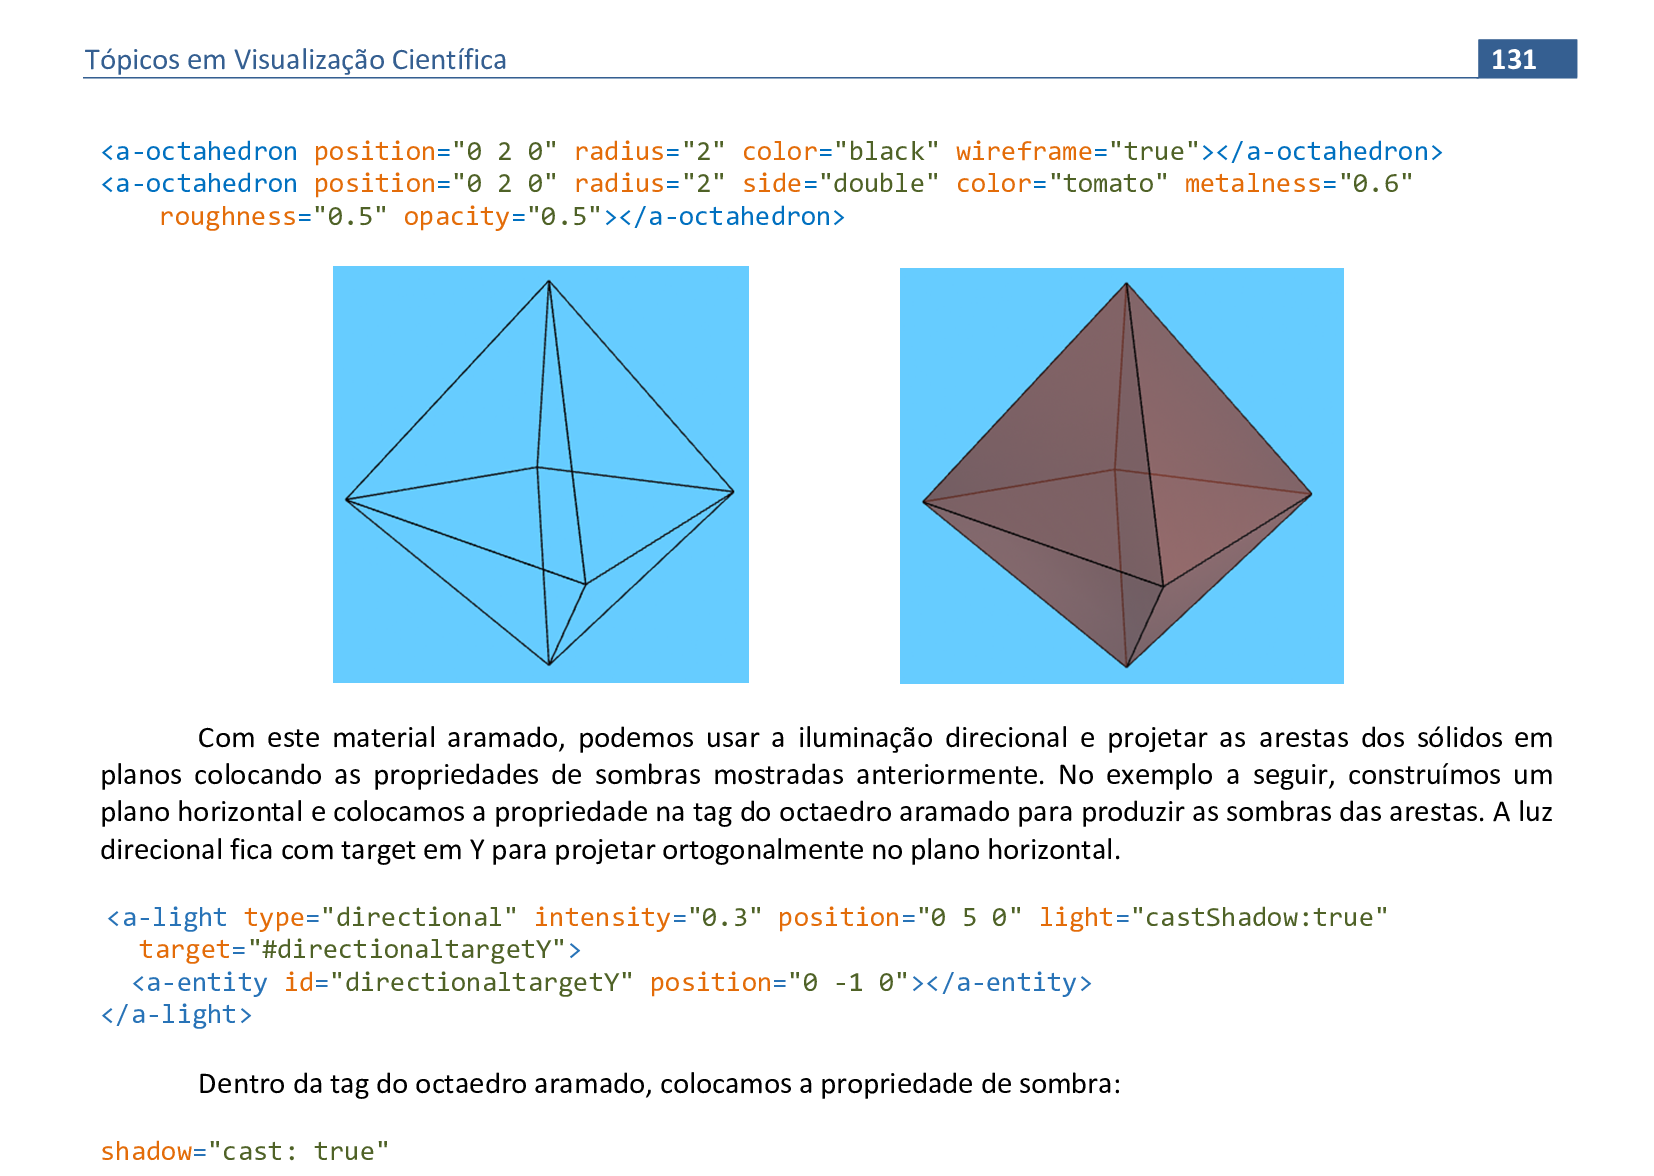 Tópicos em Visualização Científica
131
<a-octahedron position="0 2 0" radius="2" color="black" wireframe="true"></a-octahedron>
<a-octahedron position="0 2 0" radius="2" side="double" color="tomato" metalness="0.6"
roughness="0.5" opacity="0.5"></a-octahedron>
Com este material aramado, podemos usar a iluminação direcional e projetar as arestas dos sólidos em
planos colocando as propriedades de sombras mostradas anteriormente. No exemplo a seguir, construímos um
plano horizontal e colocamos a propriedade na tag do octaedro aramado para produzir as sombras das arestas. A luz
direcional fica com target em Y para projetar ortogonalmente no plano horizontal.
<a-light type="directional" intensity="0.3" position="0 5 0" light="castShadow:true"
target="#directionaltargetY">
<a-entity id="directionaltargetY" position="0 -1 0"></a-entity>
</a-light>
Dentro da tag do octaedro aramado, colocamos a propriedade de sombra:
shadow="cast: true"